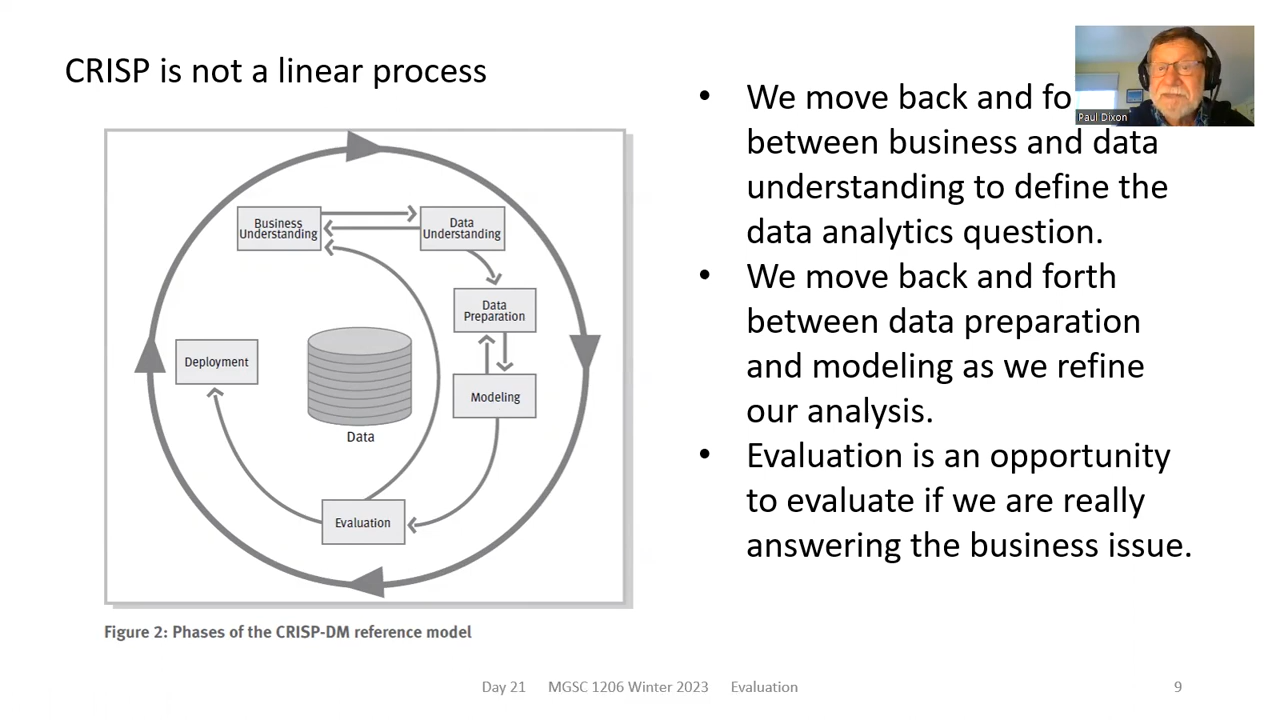 CRISP is not a linear process
Paul Dixon
• We move back and fo
between business and data
understanding to define the
data analytics question.
• We move back and forth
between data preparation
and modeling as we refine
our analysis.
• Evaluation is an opportunity
to evaluate if we are really
answering the business issue.
Business
Understanding
Data
Understanding
Data
Preparation
Deployment
Modeling
Data
Evaluation
Figure 2: Phases of the CRISP-DM reference model
Day 21 MGSC 1206 Winter 2023 Evaluation
9